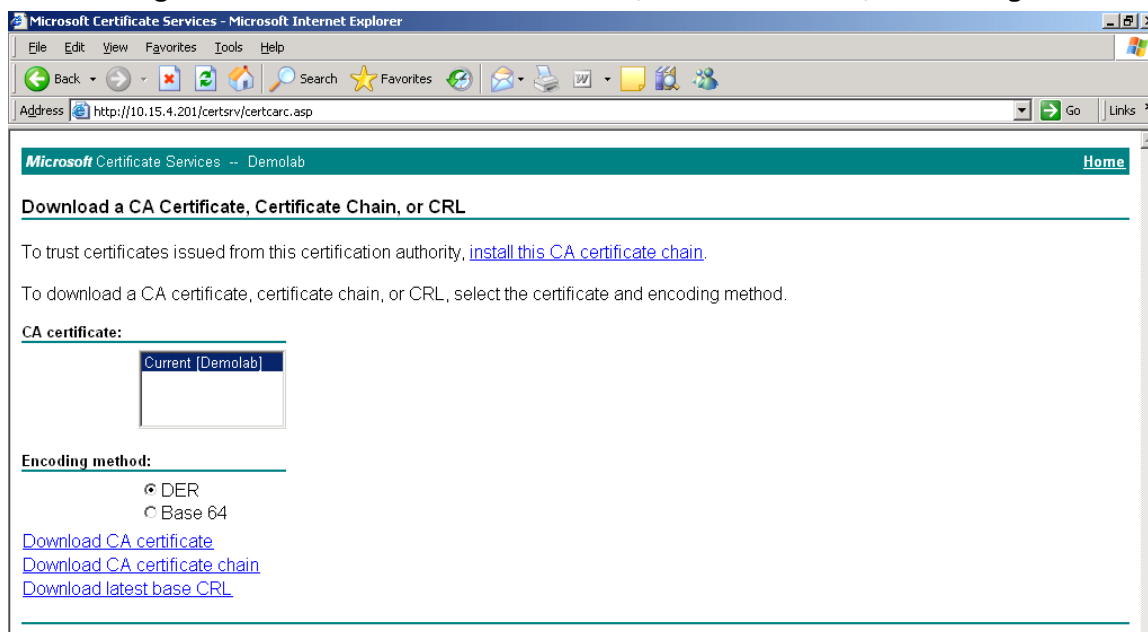 Microsoft Certificate Services - Microsoft Internet Explorer
File Edit View Favorites Tools Help
Back Search Favorites
Address http://10.15.4.201/certsrv/certcarc.asp Go Links
Microsoft Certificate Services -- Demolab Home
Download a CA Certificate, Certificate Chain, or CRL
To trust certificates issued from this certification authority, install this CA certificate chain.
To download a CA certificate, certificate chain, or CRL, select the certificate and encoding method.
CA certificate:
Current [Demolab]
Encoding method:
DER
Base 64
Download CA certificate
Download CA certificate chain
Download latest base CRL